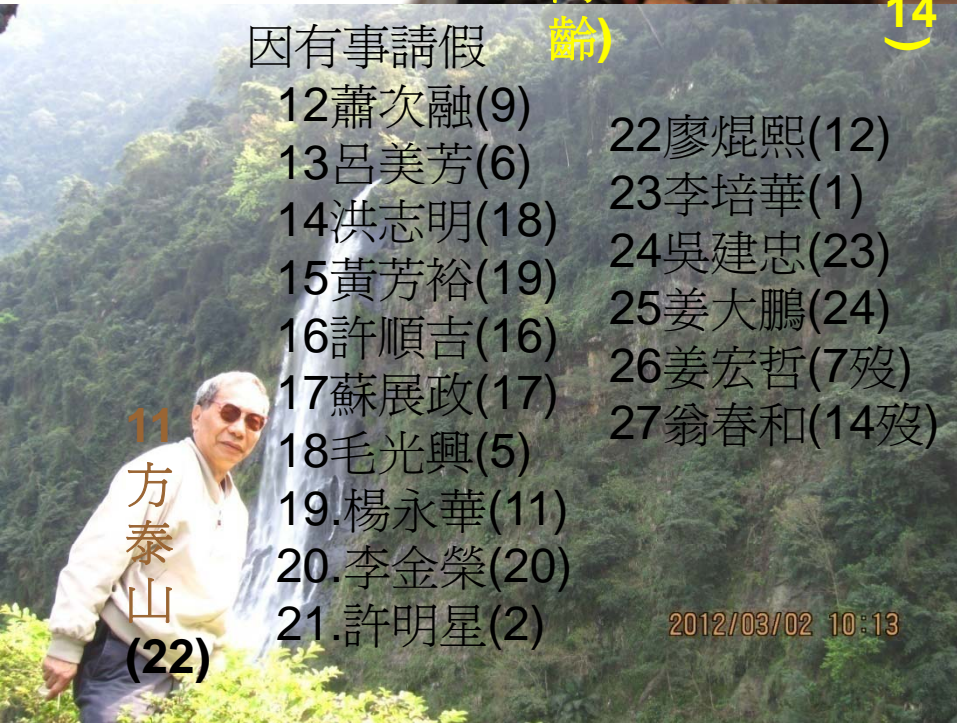 齡)
14
)
因有事請假
12蕭次融(9)
13呂美芳(6)
14洪志明(18)
15黃芳裕(19)
16許順吉(16)
17蘇展政(17)
18毛光興(5)
19.楊永華(11)
20.李金榮(20)
21.許明星(2)
22廖焜熙(12)
23李培華(1)
24吳建忠(23)
25姜大鵬(24)
26姜宏哲(7歿)
27翁春和(14歿)
11
方
泰
山
(22)
2012/03/02 10:13